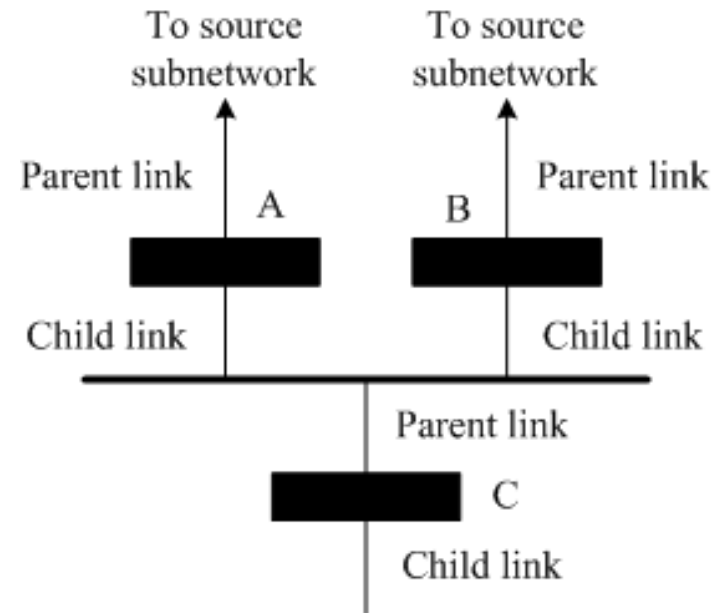 To source
subnetwork
To source
subnetwork
Parent link
Parent link
A
B
Child link
Child link
Parent link
C
Child link